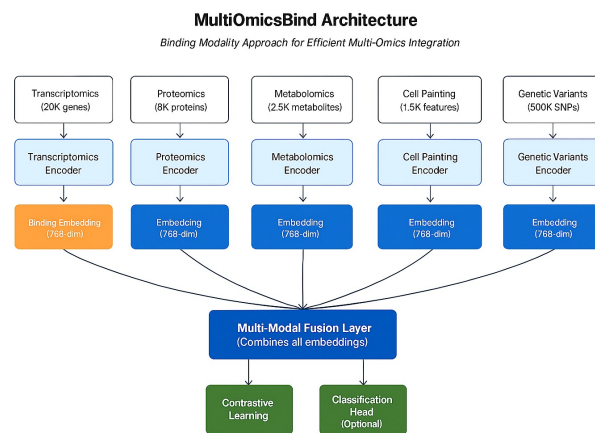 MultiOmicsBind Architecture
Binding Modality Approach for Efficient Multi-Omics Integration
Transcriptomics
(20K genes)
Proteomics
(8K proteins)
Metabolomics
(2.5K metabolites)
Cell Painting
(1.5K features)
Genetic Variants
(500K SNPs)
Transcriptomics
Encoder
Proteomics
Encoder
Metabolomics
Encoder
Cell Painting
Encoder
Genetic Variants
Encoder
Binding Embedding
(768-dim)
Embedcing
(768-dim)
Embedding
(768-dim)
Embedding
(768-dim)
Embedding
(768-dim)
Multi-Modal Fusion Layer
(Combines all embeddings)
Contrastive
Learning
Classification
Head
(Optional)